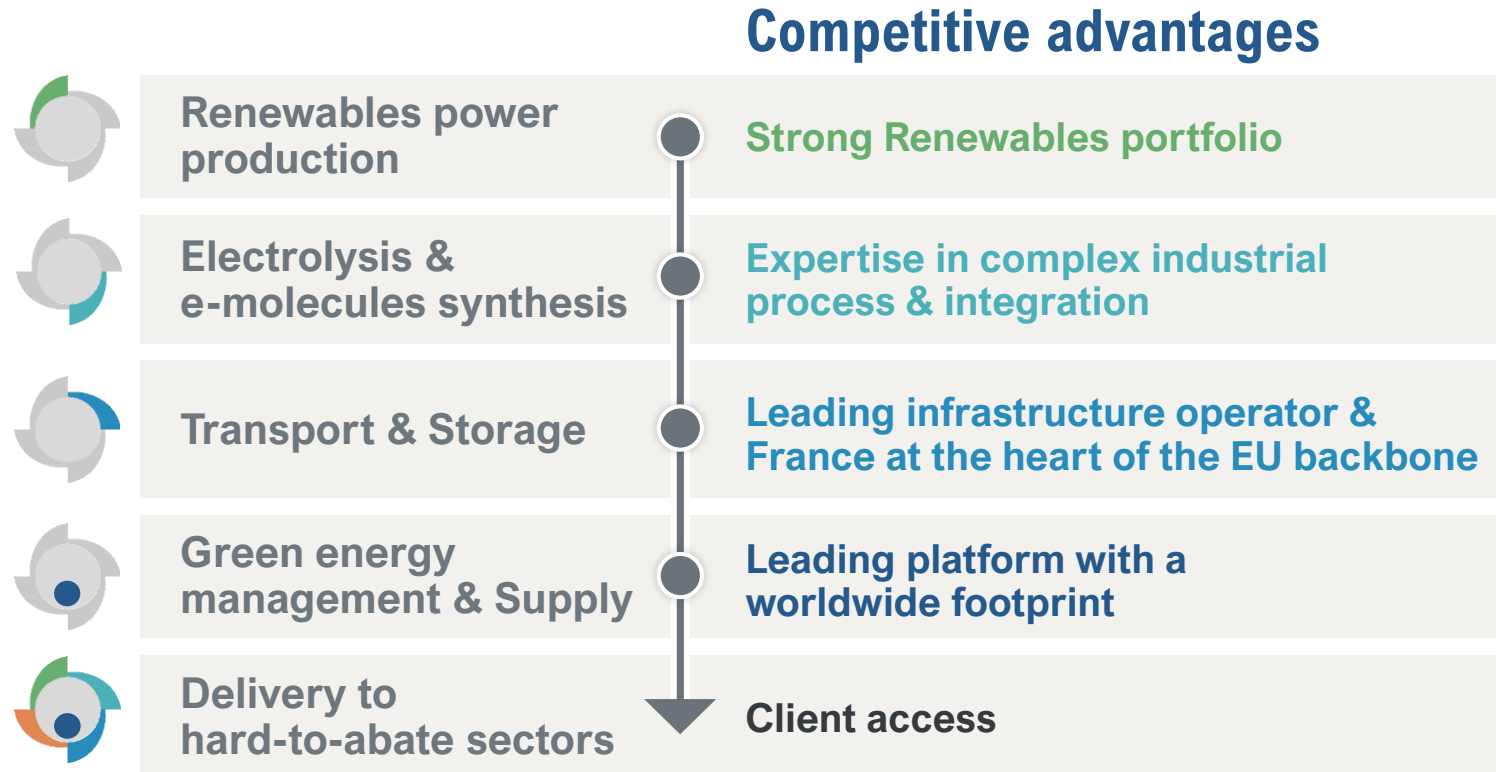 Competitive advantages
Renewables power
production
Strong Renewables portfolio
Electrolysis &
e-molecules synthesis
Expertise in complex industrial
process & integration
Transport & Storage
Leading infrastructure operator &
France at the heart of the EU backbone
Green energy
management & Supply
Leading platform with a
worldwide footprint
Delivery to
hard-to-abate sectors
Client access